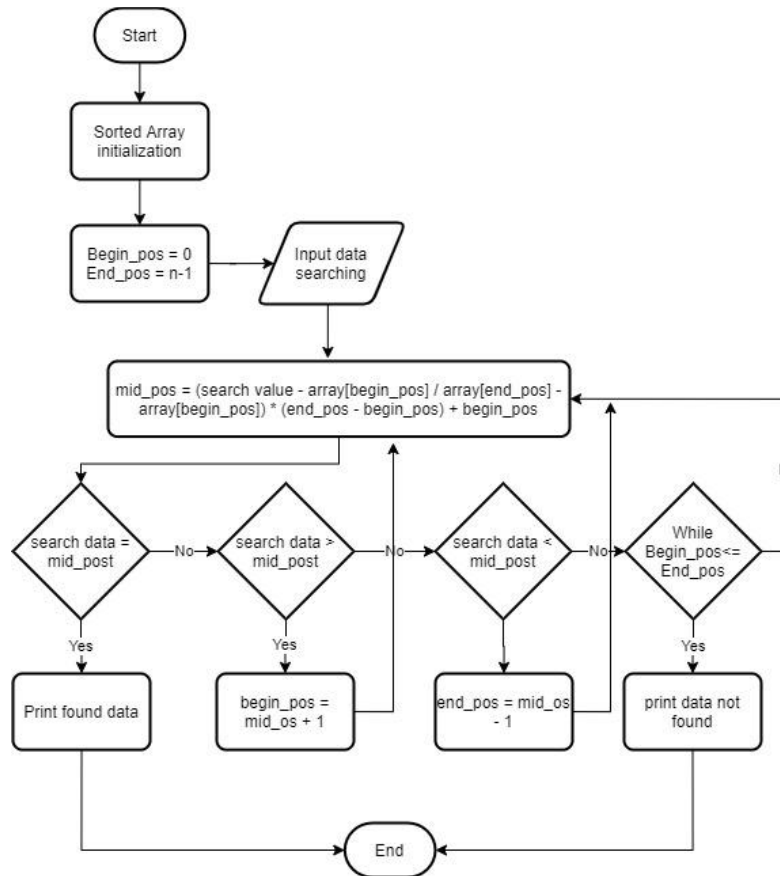 Start
Sorted Array
initialization
Begin_pos = 0
End_pos = n-1
Input data
searching
mid_pos = (search value - array[begin_pos] / array[end_pos] -
array[begin_pos]) * (end_pos - begin_pos) + begin_pos
search data =
mid_post
No
search data >
mid_post
No
search data <
mid_post
No
While
Begin_pos<=
End_pos
Yes
Yes
Yes
Print found data
begin_pos =
mid_os + 1
end_pos = mid_os
- 1
print data not
found
End